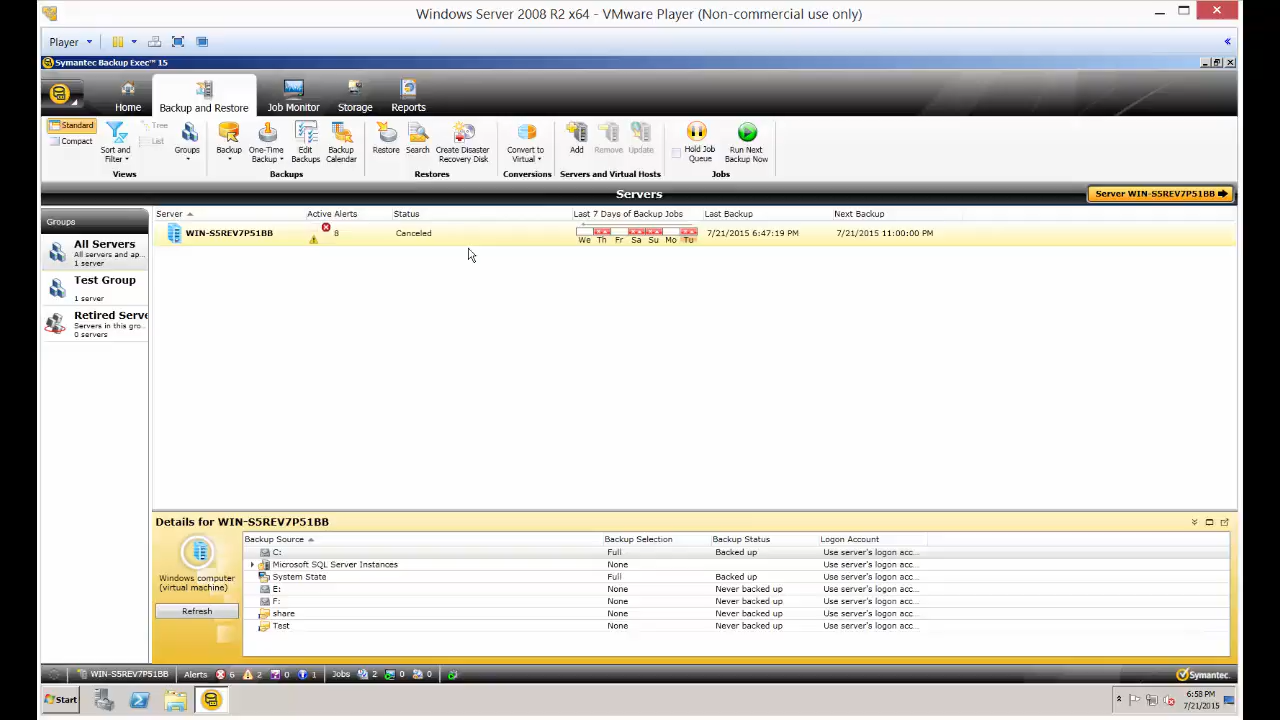 Windows Server 2008 R2 x64 - VMware Player (Non-commercial use only)
Player
Symantec Backup Exec™ 15
Home
Backup and Restore
Job Monitor
Storage
Reports
Standard
Compact
Tree
List
Sort and Filter
Groups
Views
Backup
One-Time Backup
Edit Backups
Backup Calendar
Backups
Restore
Search
Create Disaster Recovery Disk
Restores
Convert to Virtual
Conversions
Add
Remove
Update
Servers and Virtual Hosts
Hold Job Queue
Run Next Backup Now
Jobs
Servers
Server WIN-S5REV7P51BB
Groups
All Servers
All servers and ap...
1 server
Test Group
1 server
Retired Serve
Servers in this gro...
0 servers
Server Active Alerts Status Last 7 Days of Backup Jobs Last Backup Next Backup
WIN-S5REV7P51BB 8 Canceled 7/21/2015 6:47:19 PM 7/21/2015 11:00:00 PM
We Th Fr Sa Su Mo Tu
Details for WIN-S5REV7P51BB
Windows computer
(virtual machine)
Refresh
Backup Source Backup Selection Backup Status Logon Account
C: Full Backed up Use server's logon acc...
Microsoft SQL Server Instances None Use server's logon acc...
System State Full Backed up Use server's logon acc...
E: None Never backed up Use server's logon acc...
F: None Never backed up Use server's logon acc...
share None Never backed up Use server's logon acc...
Test None Never backed up Use server's logon acc...
WIN-S5REV7P51BB Alerts 6 2 0 1 Jobs 2 0 0
Symantec.
Start
6:58 PM
7/21/2015